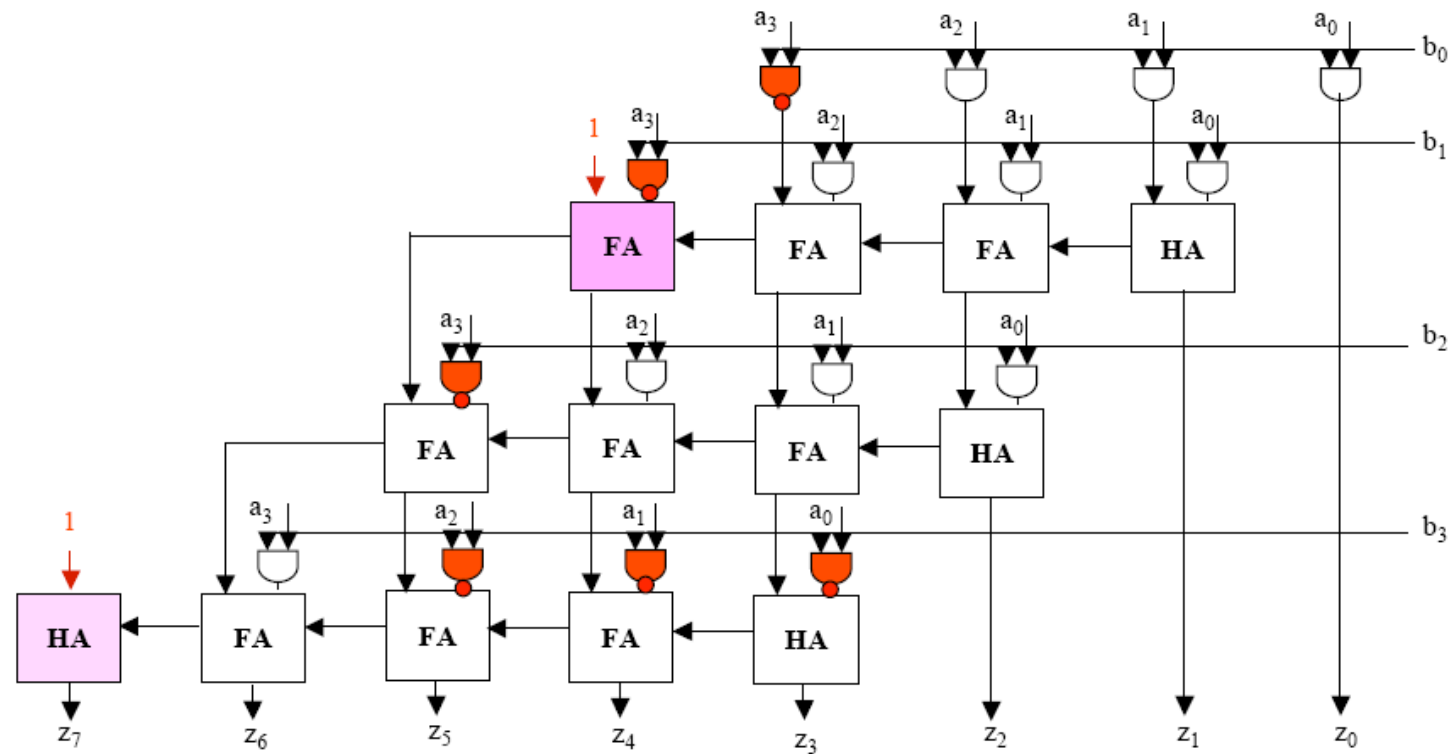 a₃ a₂ a₁ a₀
b₀
1 a₃ a₂ a₁ a₀ b₁
FA FA FA HA
a₃ a₂ a₁ a₀ b₂
FA FA FA HA
1 a₃ a₂ a₁ a₀ b₃
HA FA FA FA HA
z₇ z₆ z₅ z₄ z₃ z₂ z₁ z₀